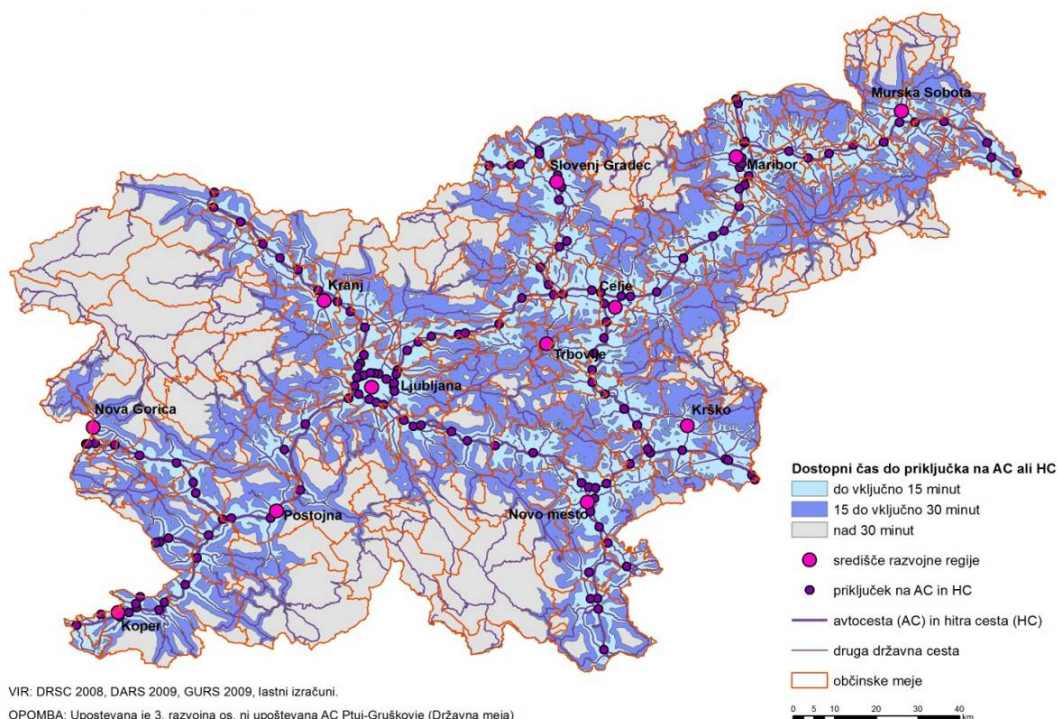 Murska Sobota
Slovenj Gradec
Maribor
Kranj
Celje
Trbovlje
Ljubljana
Nova Gorica
Krško
Postojna
Novo mesto
Koper
Dostopni čas do priključka na AC ali HC
do vključno 15 minut
15 do vključno 30 minut
nad 30 minut
središče razvojne regije
priključek na AC in HC
avtocesta (AC) in hitra cesta (HC)
druga državna cesta
občinske meje
0 5 10 20 30 40
km
VIR: DRSC 2008, DARS 2009, GURS 2009, lastni izračuni.
OPOMBA: Upostevana je 3. razvojna os, ni upoštevana AC Ptuj-Gruškovje (Državna meja)